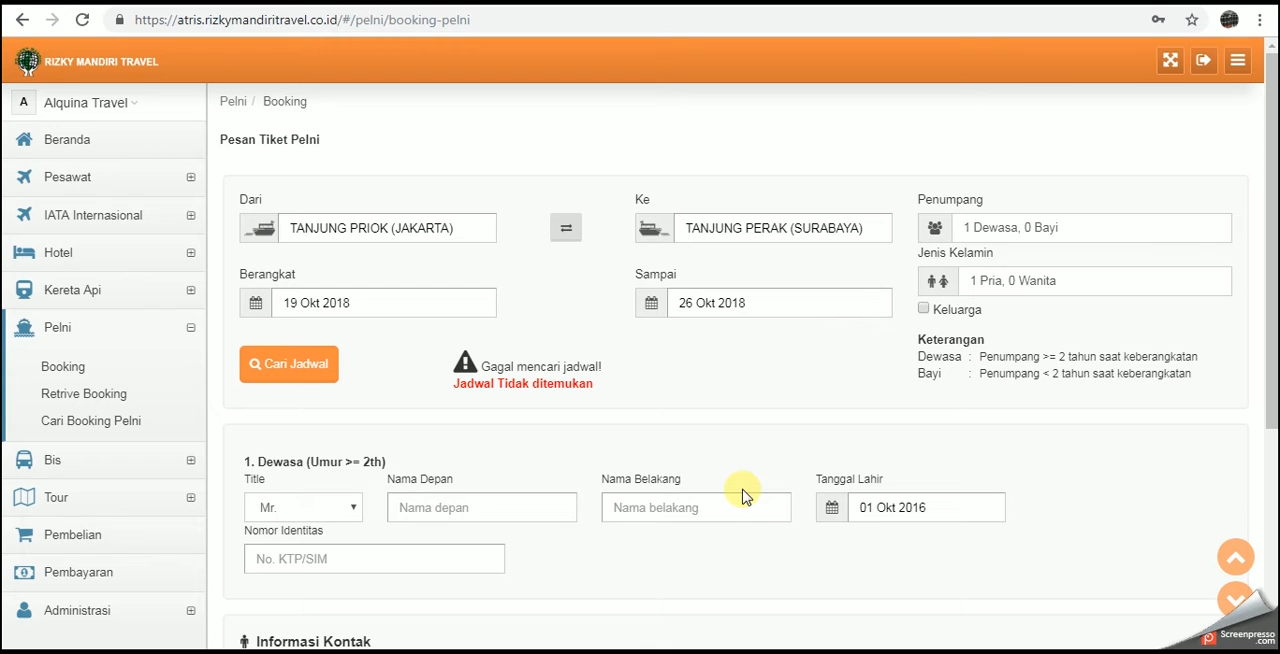 https://atris.rizkymandiritravel.co.id/#/pelni/booking-pelni
RIZKY MANDIRI TRAVEL
A Alquina Travel
Beranda
Pesawat
IATA Internasional
Hotel
Kereta Api
Pelni
Booking
Retrive Booking
Cari Booking Pelni
Bis
Tour
Pembelian
Pembayaran
Administrasi
Pelni / Booking
Pesan Tiket Pelni
Dari
TANJUNG PRIOK (JAKARTA)
Ke
TANJUNG PERAK (SURABAYA)
Penumpang
1 Dewasa, 0 Bayi
Jenis Kelamin
1 Pria, 0 Wanita
Keluarga
Berangkat
19 Okt 2018
Sampai
26 Okt 2018
Keterangan
Dewasa : Penumpang >= 2 tahun saat keberangkatan
Bayi : Penumpang < 2 tahun saat keberangkatan
Cari Jadwal
Gagal mencari jadwal!
Jadwal Tidak ditemukan
1. Dewasa (Umur >= 2th)
Title
Mr.
Nama Depan
Nama depan
Nama Belakang
Nama belakang
Tanggal Lahir
01 Okt 2016
Nomor Identitas
No. KTP/SIM
Informasi Kontak
Screenpresso
.com